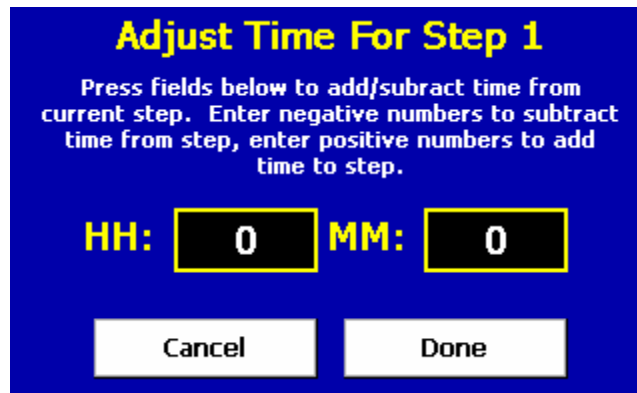 Adjust Time For Step 1
Press fields below to add/subract time from
current step.  Enter negative numbers to subtract
time from step, enter positive numbers to add
time to step.
HH: 0 MM: 0
Cancel Done